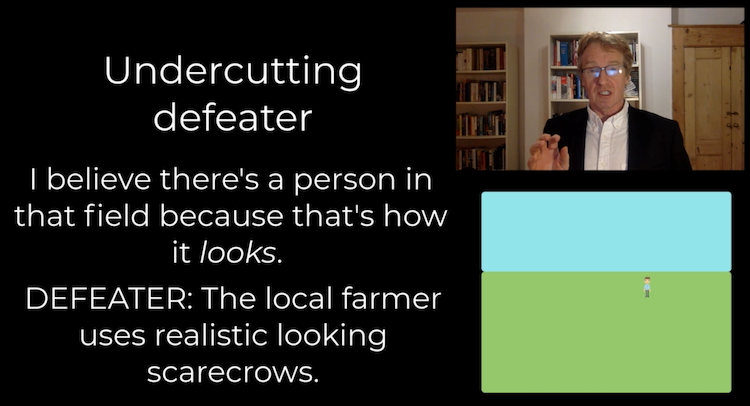 Undercutting
defeater
I believe there's a person in
that field because that's how
it looks.
DEFEATER: The local farmer
uses realistic looking
scarecrows.